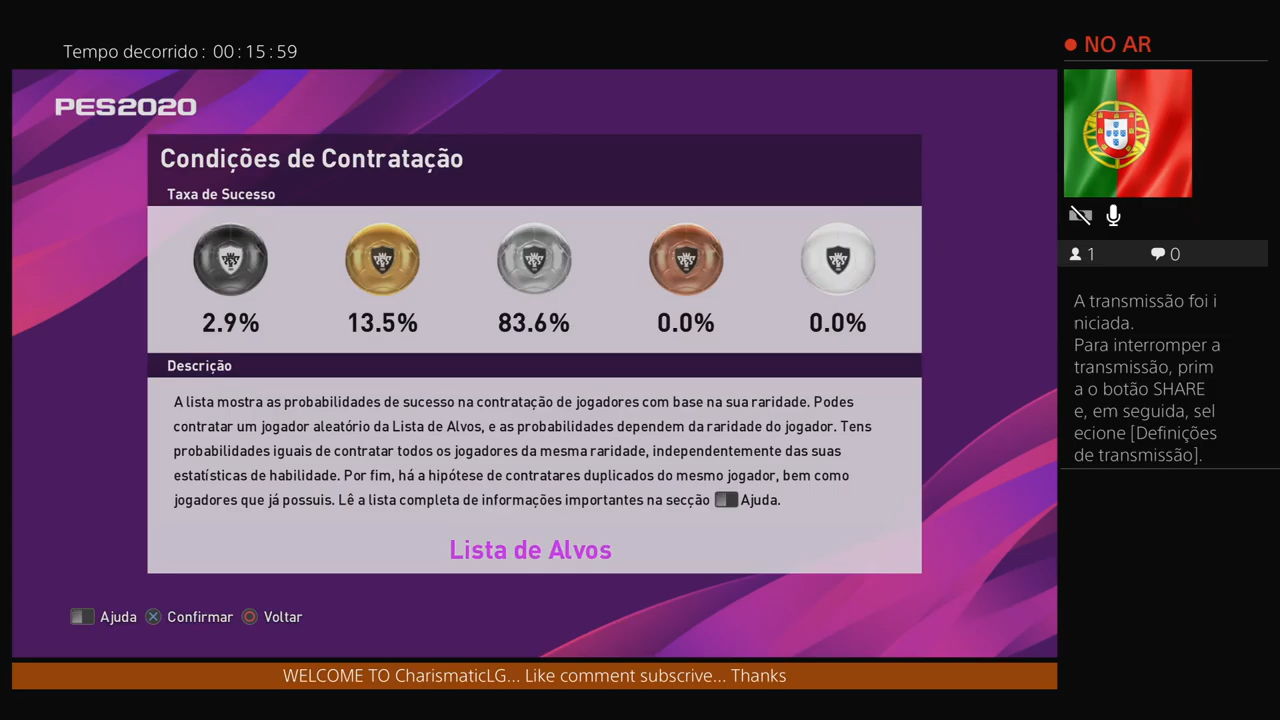 Tempo decorrido: 00:15:59
NO AR
PES2020
Condições de Contratação
Taxa de Sucesso
2.9% 13.5% 83.6% 0.0% 0.0%
Descrição
A lista mostra as probabilidades de sucesso na contratação de jogadores com base na sua raridade. Podes
contratar um jogador aleatório da Lista de Alvos, e as probabilidades dependem da raridade do jogador. Tens
probabilidades iguais de contratar todos os jogadores da mesma raridade, independentemente das suas
estatísticas de habilidade. Por fim, há a hipótese de contratares duplicados do mesmo jogador, bem como
jogadores que já possuis. Lê a lista completa de informações importantes na secção Ajuda.
Lista de Alvos
Ajuda Confirmar Voltar
1 0
A transmissão foi i
niciada.
Para interromper a
transmissão, prim
a o botão SHARE
e, em seguida, sel
ecione [Definições
de transmissão].
WELCOME TO CharismaticLG... Like comment subscrive... Thanks